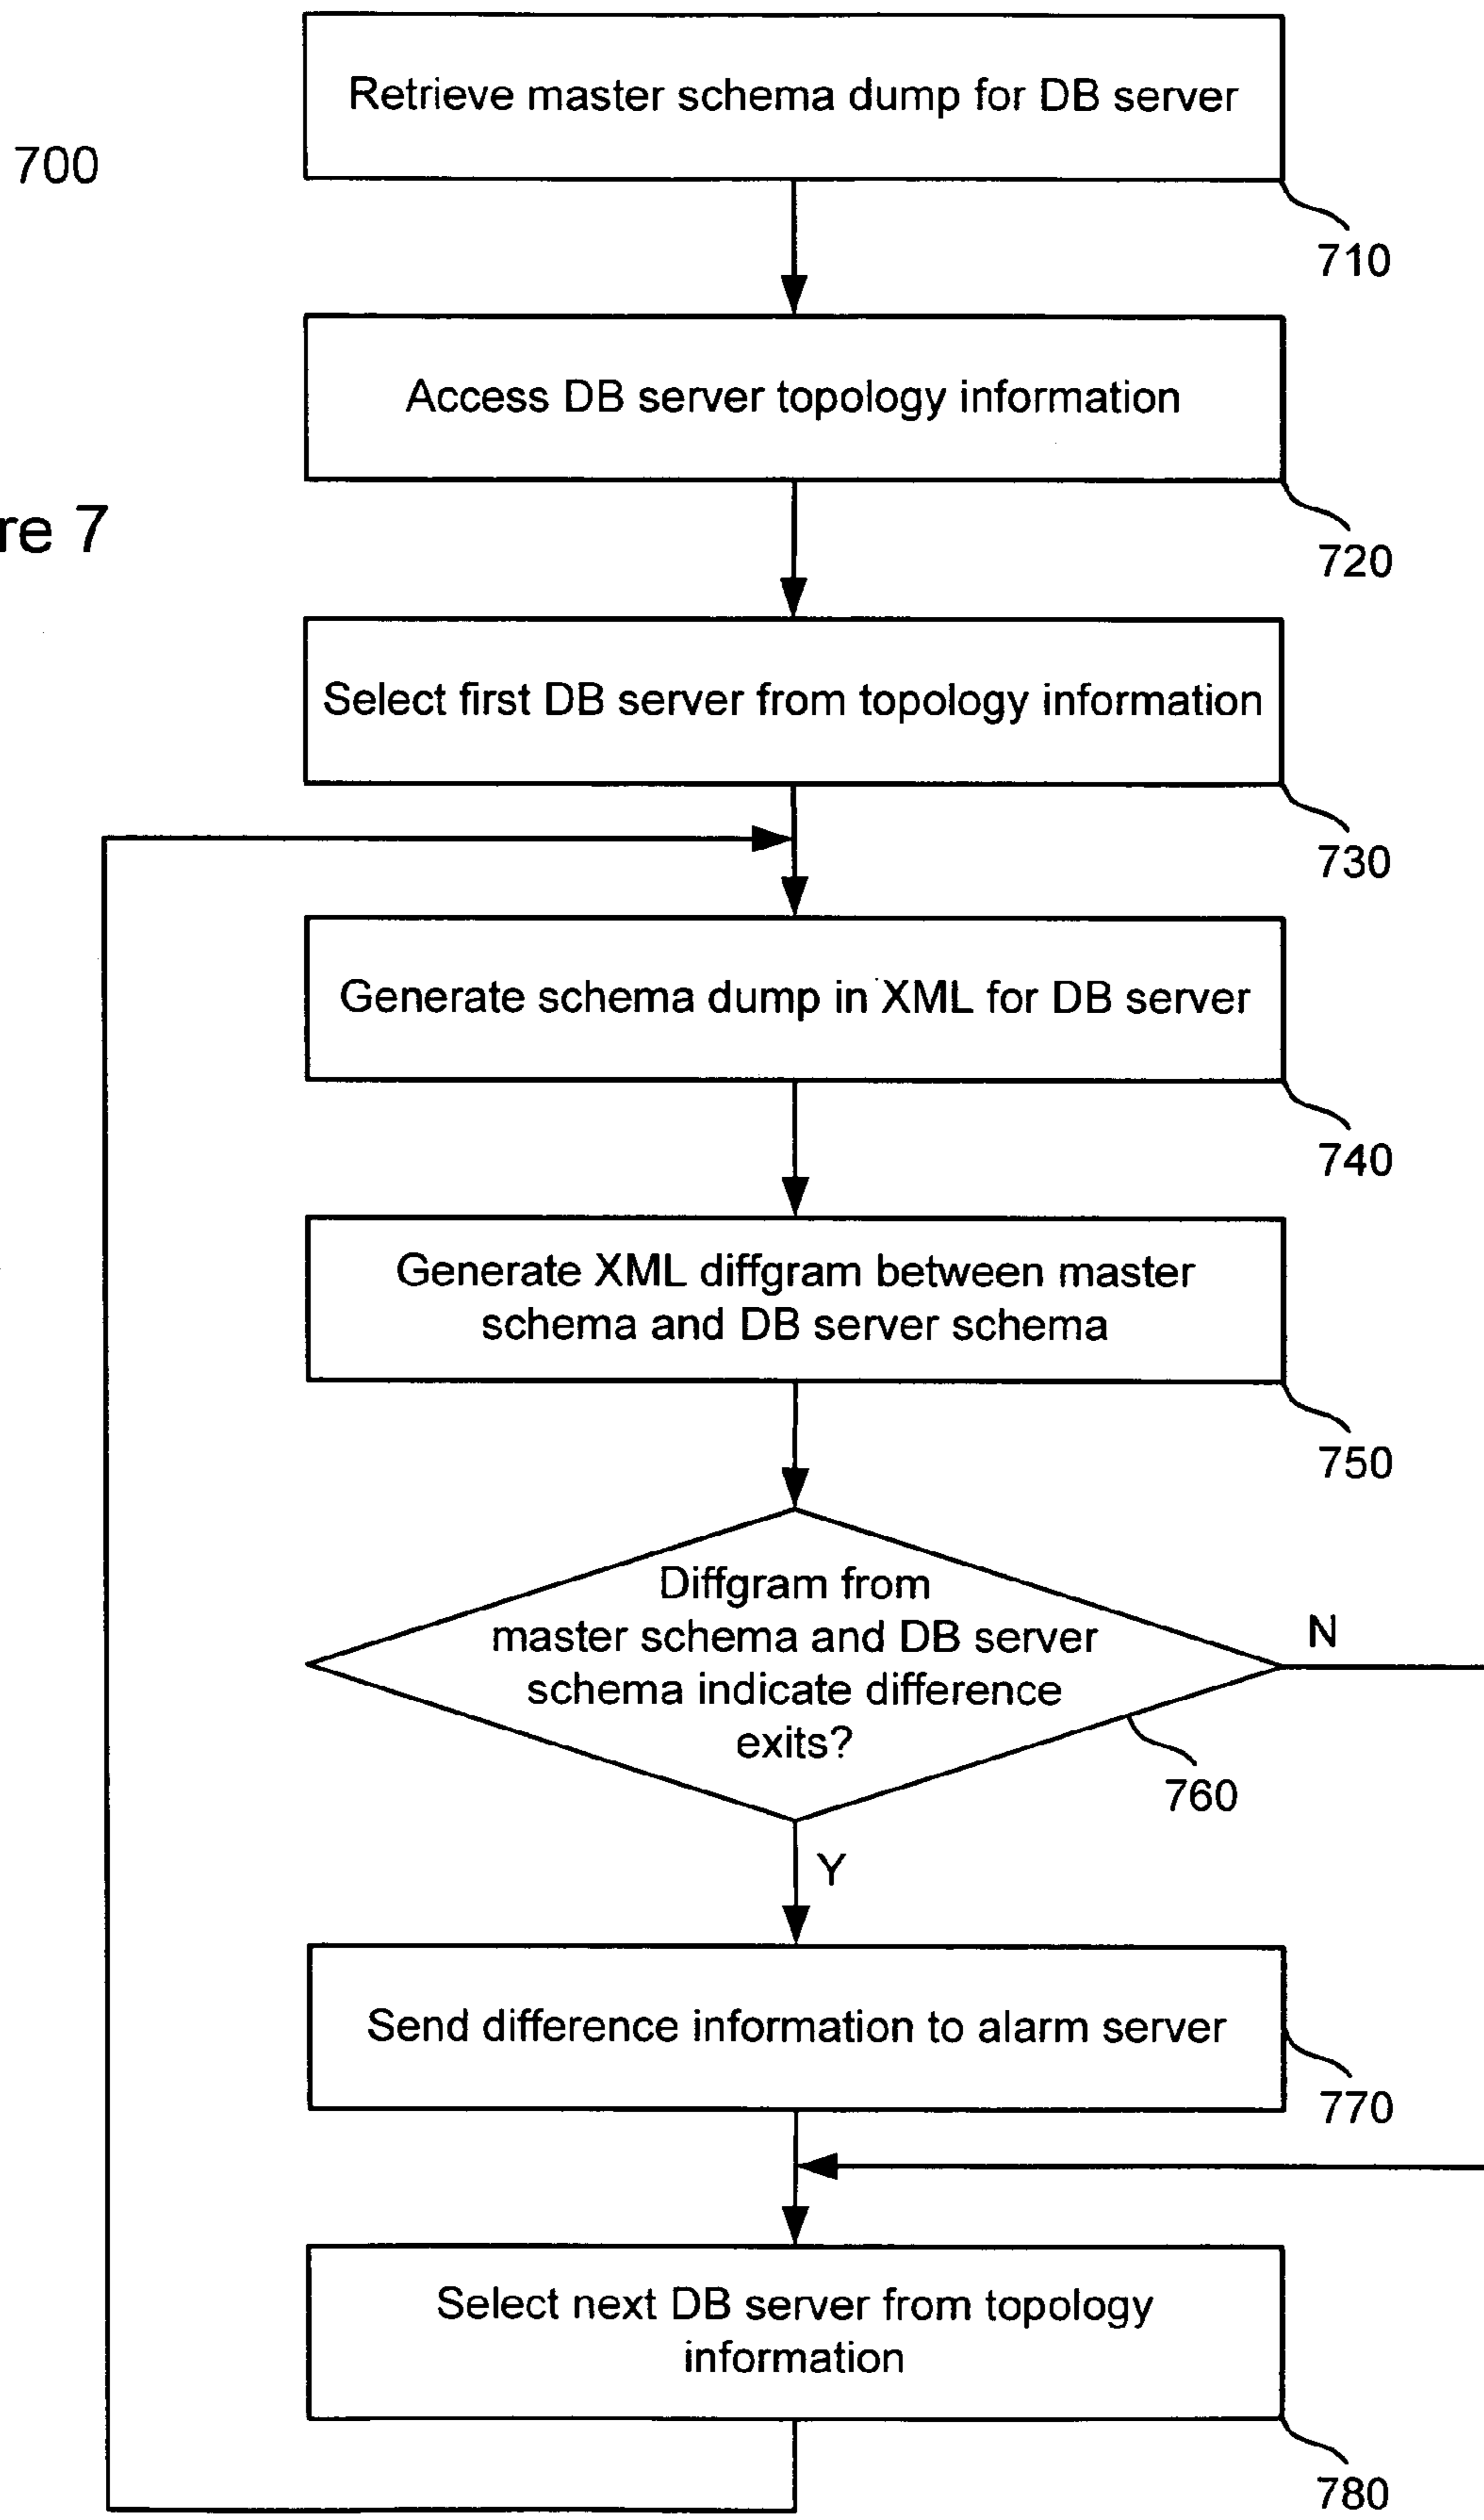 Retrieve master schema dump for DB server
700
710
Access DB server topology information
re 7
720
Select first DB server from topology information
730
Generate schema dump in XML for DB server
740
Generate XML diffgram between master
schema and DB server schema
750
Diffgram from
master schema and DB server
schema indicate difference
exits?
N
760
Y
Send difference information to alarm server
770
Select next DB server from topology
information
780